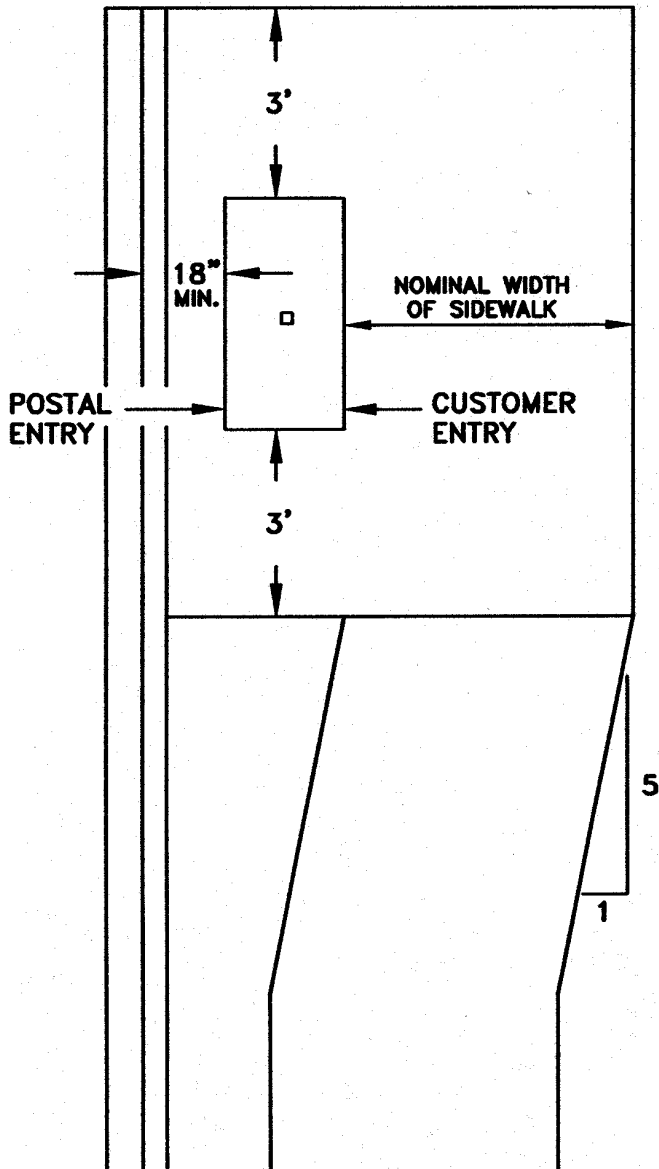 3'
18"
MIN.
NOMINAL WIDTH
OF SIDEWALK
POSTAL
ENTRY
CUSTOMER
ENTRY
3'
5
1